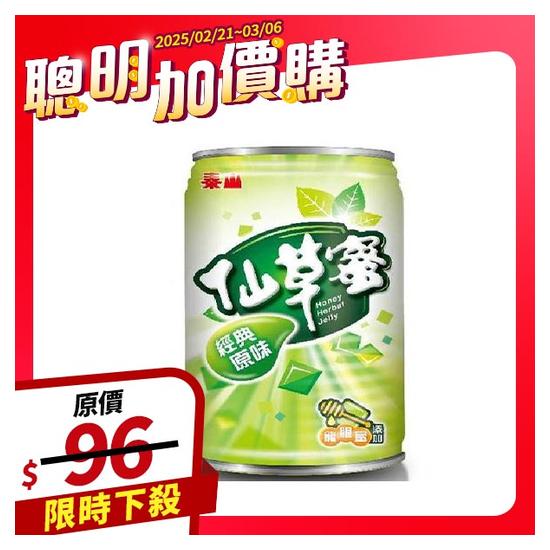 2025/02/21~03/06
聰明加價購
泰山
仙草蜜
Honey
Herbal
Jelly
經典
原味
龍眼蜜
添加
原價
$96
限時下殺